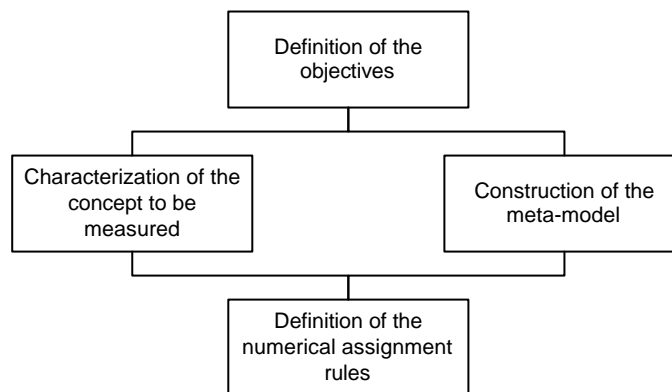 Definition of the
objectives
Characterization of the
concept to be
measured
Construction of the
meta-model
Definition of the
numerical assignment
rules